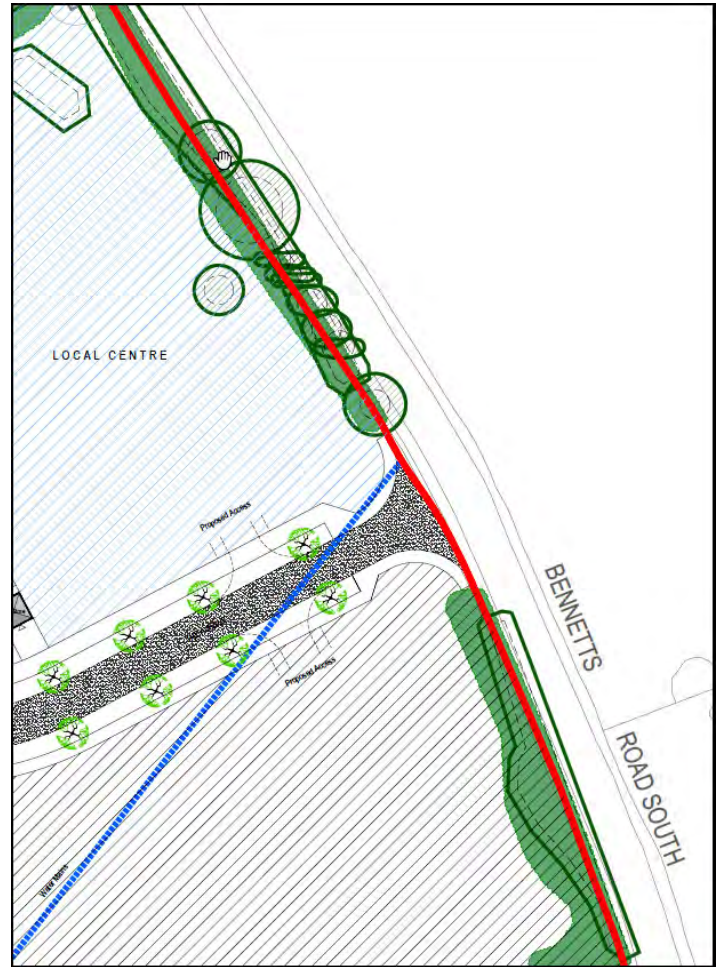 LOCAL CENTRE
Proposed Access
BENNETTS
Proposed Access
ROAD SOUTH
Water Mains